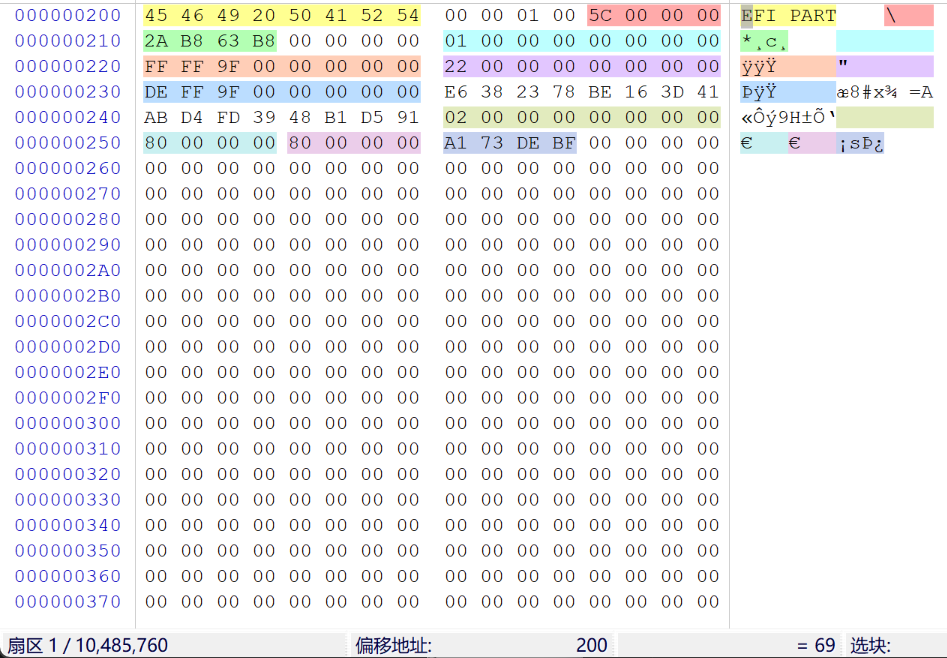 000000200 45 46 49 20 50 41 52 54 00 00 01 00 5C 00 00 00 EFI PART \
000000210 2A B8 63 B8 00 00 00 00 01 00 00 00 00 00 00 00 *¸c¸
000000220 FF FF 9F 00 00 00 00 00 22 00 00 00 00 00 00 00 ÿÿŸ "
000000230 DE FF 9F 00 00 00 00 00 E6 38 23 78 BE 16 3D 41 ÞÿŸ æ8#x¾ =A
000000240 AB D4 FD 39 48 B1 D5 91 02 00 00 00 00 00 00 00 «Ôý9H±Õ‘
000000250 80 00 00 00 80 00 00 00 A1 73 DE BF 00 00 00 00 € € ¡sÞ¿
000000260 00 00 00 00 00 00 00 00 00 00 00 00 00 00 00 00
000000270 00 00 00 00 00 00 00 00 00 00 00 00 00 00 00 00
000000280 00 00 00 00 00 00 00 00 00 00 00 00 00 00 00 00
000000290 00 00 00 00 00 00 00 00 00 00 00 00 00 00 00 00
0000002A0 00 00 00 00 00 00 00 00 00 00 00 00 00 00 00 00
0000002B0 00 00 00 00 00 00 00 00 00 00 00 00 00 00 00 00
0000002C0 00 00 00 00 00 00 00 00 00 00 00 00 00 00 00 00
0000002D0 00 00 00 00 00 00 00 00 00 00 00 00 00 00 00 00
0000002E0 00 00 00 00 00 00 00 00 00 00 00 00 00 00 00 00
0000002F0 00 00 00 00 00 00 00 00 00 00 00 00 00 00 00 00
000000300 00 00 00 00 00 00 00 00 00 00 00 00 00 00 00 00
000000310 00 00 00 00 00 00 00 00 00 00 00 00 00 00 00 00
000000320 00 00 00 00 00 00 00 00 00 00 00 00 00 00 00 00
000000330 00 00 00 00 00 00 00 00 00 00 00 00 00 00 00 00
000000340 00 00 00 00 00 00 00 00 00 00 00 00 00 00 00 00
000000350 00 00 00 00 00 00 00 00 00 00 00 00 00 00 00 00
000000360 00 00 00 00 00 00 00 00 00 00 00 00 00 00 00 00
000000370 00 00 00 00 00 00 00 00 00 00 00 00 00 00 00 00
扇区 1 / 10,485,760 偏移地址: 200 = 69 选块: